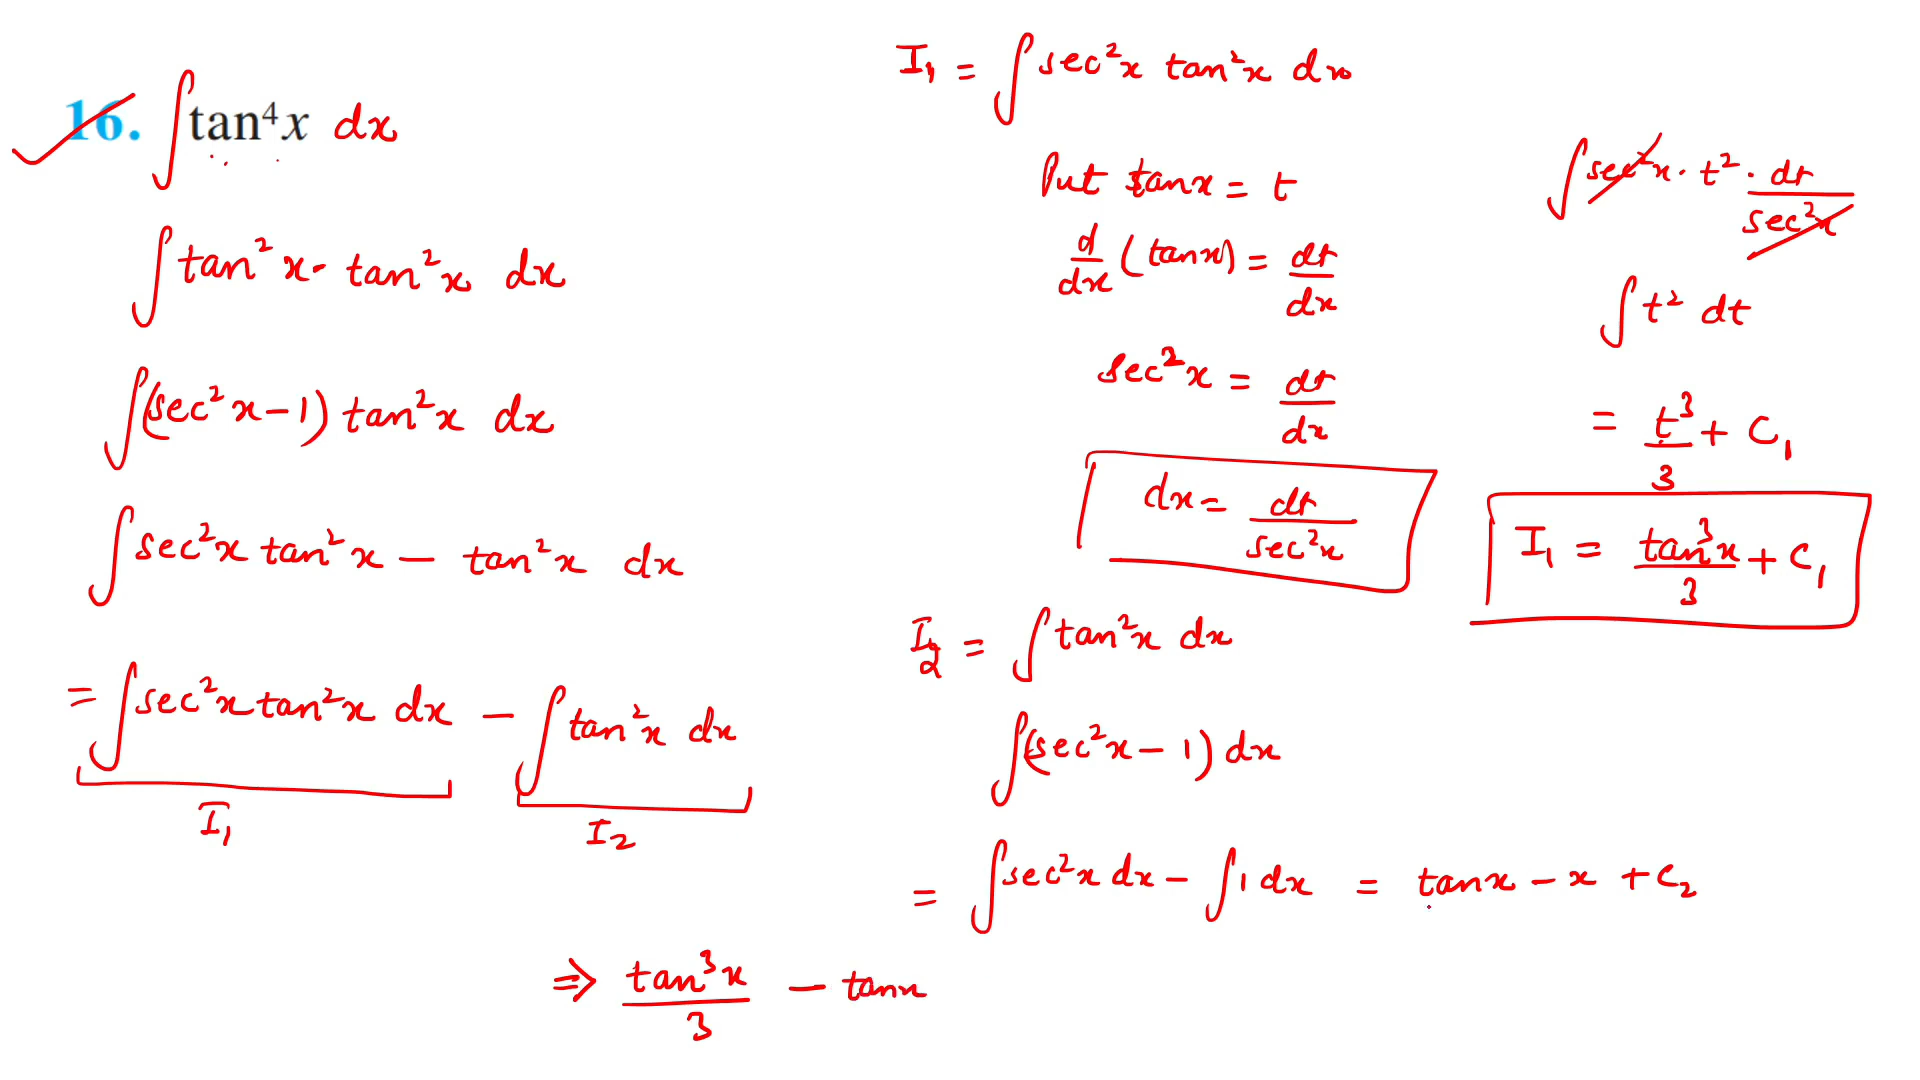 16. ∫ tan⁴x dx
∫ tan²x · tan²x dx
∫ (sec²x − 1) tan²x dx
∫ sec²x tan²x − tan²x dx
= ∫ sec²x tan²x dx − ∫ tan²x dx
I₁ I₂
I₁ = ∫ sec²x tan²x dx
Put tanx = t
d/dx (tanx) = dt/dx
sec²x = dt/dx
dx = dt/sec²x
∫ sec²x · t² · dt/sec²x
∫ t² dt
= t³/3 + C₁
I₁ = tan³x/3 + C₁
I₂ = ∫ tan²x dx
∫ (sec²x − 1) dx
= ∫ sec²x dx − ∫ 1 dx = tanx − x + C₂
⇒ tan³x/3 − tanx